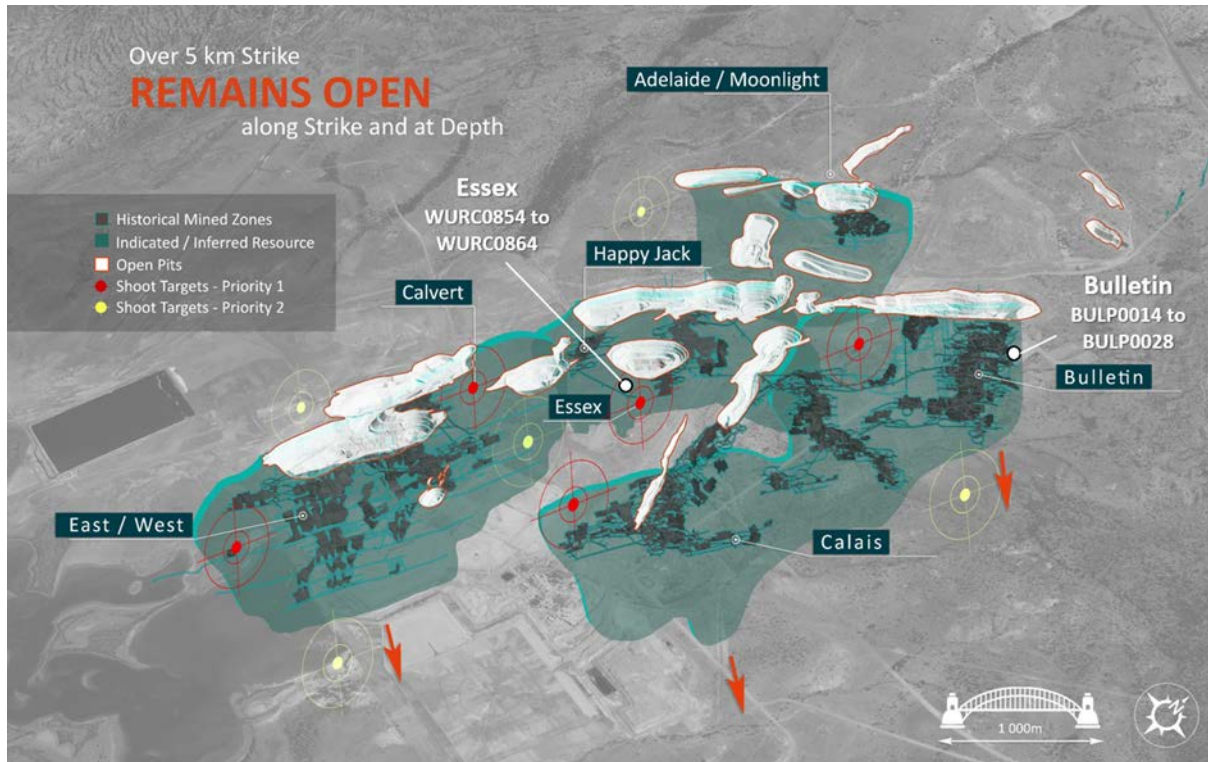 Over 5 km Strike
REMAINS OPEN
along Strike and at Depth
Adelaide / Moonlight
Historical Mined Zones
Indicated / Inferred Resource
Open Pits
Shoot Targets - Priority 1
Shoot Targets - Priority 2
Essex
WURC0854 to
WURC0864
Happy Jack
Calvert
Bulletin
BULP0014 to
BULP0028
Bulletin
Essex
East / West
Calais
1 000m
N